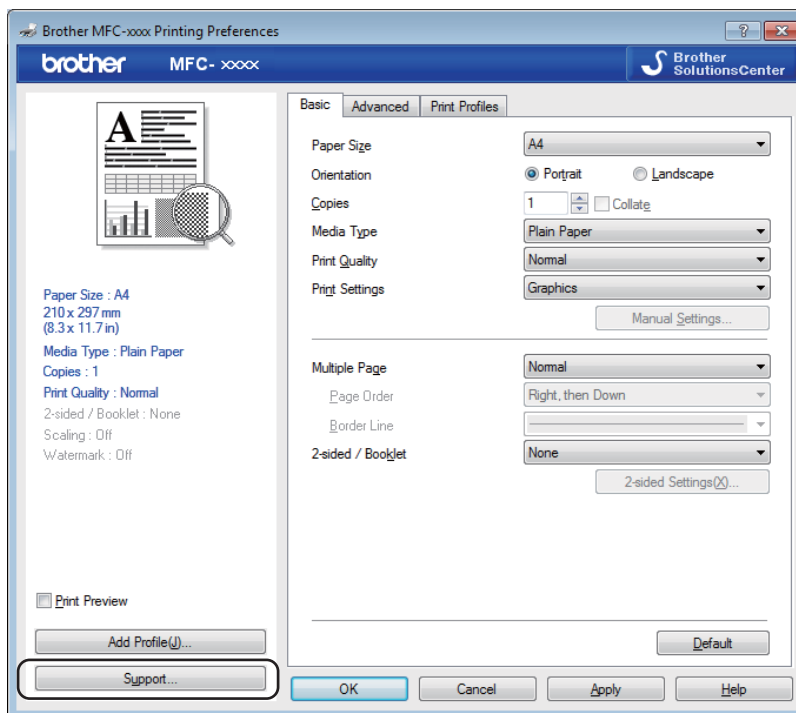 Brother MFC-xxxx Printing Preferences
brother MFC- xxxx
Brother
SolutionsCenter
A
Paper Size : A4
210 x 297 mm
(8.3 x 11.7 in)
Media Type : Plain Paper
Copies : 1
Print Quality : Normal
2-sided / Booklet : None
Scaling : Off
Watermark : Off
Print Preview
Add Profile(J)...
Support...
Basic Advanced Print Profiles
Paper Size A4
Orientation Portrait Landscape
Copies 1 Collate
Media Type Plain Paper
Print Quality Normal
Print Settings Graphics
Manual Settings...
Multiple Page Normal
Page Order Right, then Down
Border Line
2-sided / Booklet None
2-sided Settings(X)...
Default
OK Cancel Apply Help